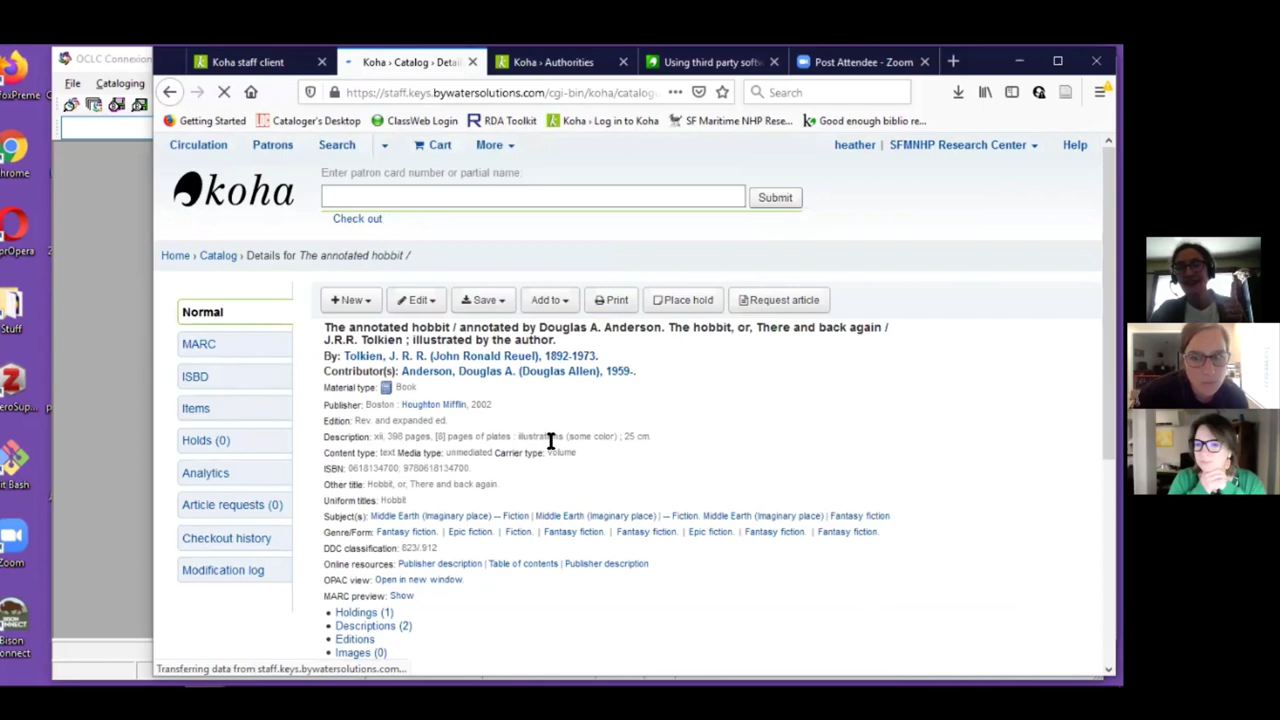 OCLC Connexion
Koha staff client
Koha › Catalog › Detai
Koha › Authorities
Using third party softw
Post Attendee - Zoom
File
Cataloging
https://staff.keys.bywatersolutions.com/cgi-bin/koha/catalogu
Search
Getting Started
Cataloger's Desktop
ClassWeb Login
RDA Toolkit
Koha › Log in to Koha
SF Maritime NHP Rese...
Good enough biblio re...
Circulation
Patrons
Search
Cart
More
heather
SFMNHP Research Center
Help
koha
Enter patron card number or partial name:
Submit
Check out
Home › Catalog › Details for The annotated hobbit /
Normal
MARC
ISBD
Items
Holds (0)
Analytics
Article requests (0)
Checkout history
Modification log
New
Edit
Save
Add to
Print
Place hold
Request article
The annotated hobbit / annotated by Douglas A. Anderson. The hobbit, or, There and back again /
J.R.R. Tolkien ; illustrated by the author.
By: Tolkien, J. R. R. (John Ronald Reuel), 1892-1973.
Contributor(s): Anderson, Douglas A. (Douglas Allen), 1959-.
Material type: Book
Publisher: Boston : Houghton Mifflin, 2002
Edition: Rev. and expanded ed.
Description: xii, 398 pages, [8] pages of plates : illustrations (some color) ; 25 cm.
Content type: text Media type: unmediated Carrier type: volume
ISBN: 0618134700; 9780618134700.
Other title: Hobbit, or, There and back again.
Uniform titles: Hobbit
Subject(s): Middle Earth (Imaginary place) -- Fiction | Middle Earth (Imaginary place) | -- Fiction. Middle Earth (Imaginary place) | Fantasy fiction
Genre/Form: Fantasy fiction. | Epic fiction. | Fiction. | Fantasy fiction. | Fantasy fiction. | Epic fiction. | Fantasy fiction. | Fantasy fiction.
DDC classification: 823/.912
Online resources: Publisher description | Table of contents | Publisher description
OPAC view: Open in new window.
MARC preview: Show
Holdings (1)
Descriptions (2)
Editions
Images (0)
Transferring data from staff.keys.bywatersolutions.com...
foxPreme
hrome
Stuff
eroSup...
it Bash
Zoom
Bison
onnect